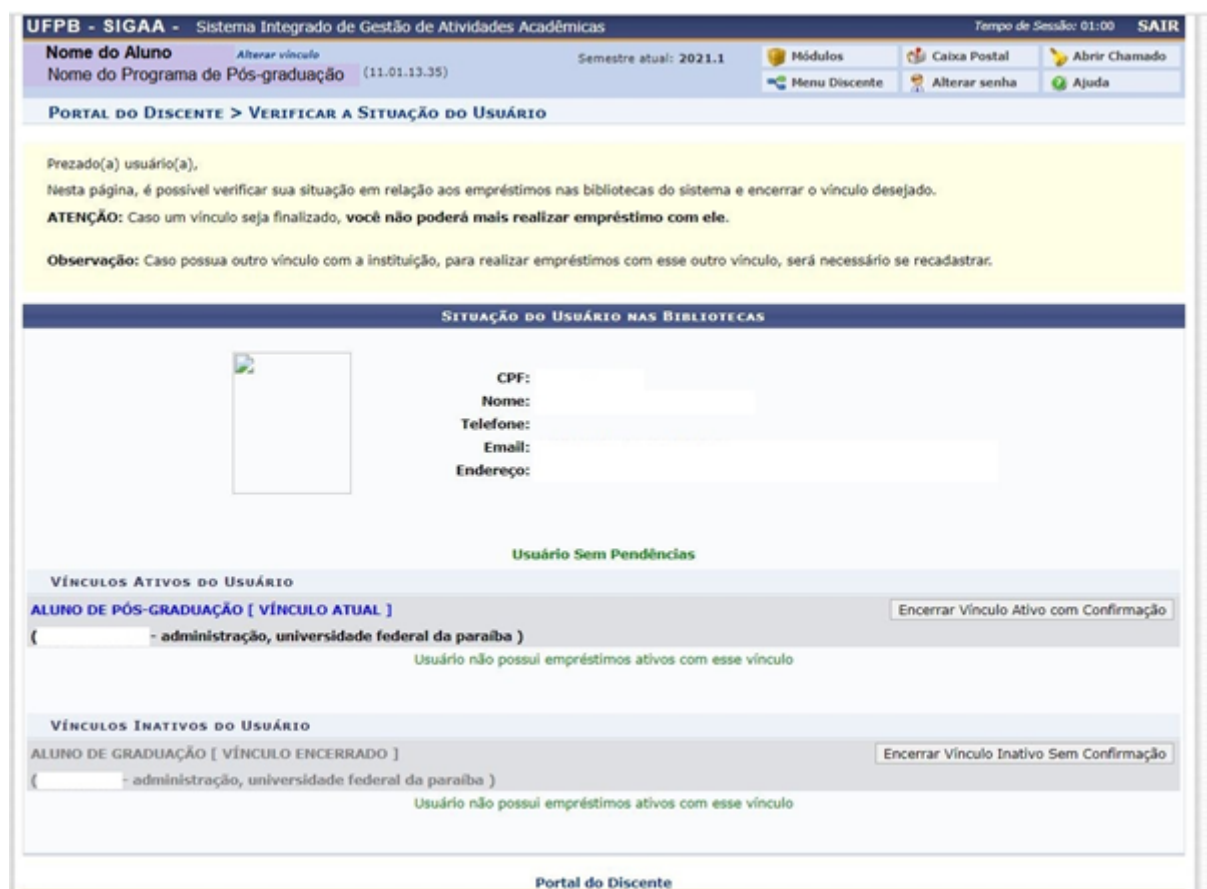 UFPB - SIGAA - Sistema Integrado de Gestão de Atividades Acadêmicas Tempo de Sessão: 01:00 SAIR
Nome do Aluno Alterar vínculo Semestre atual: 2021.1 Módulos Caixa Postal Abrir Chamado
Nome do Programa de Pós-graduação (11.01.13.35) Menu Discente Alterar senha Ajuda
PORTAL DO DISCENTE > VERIFICAR A SITUAÇÃO DO USUÁRIO
Prezado(a) usuário(a),
Nesta página, é possível verificar sua situação em relação aos empréstimos nas bibliotecas do sistema e encerrar o vínculo desejado.
ATENÇÃO: Caso um vínculo seja finalizado, você não poderá mais realizar empréstimo com ele.
Observação: Caso possua outro vínculo com a instituição, para realizar empréstimos com esse outro vínculo, será necessário se recadastrar.
SITUAÇÃO DO USUÁRIO NAS BIBLIOTECAS
CPF:
Nome:
Telefone:
Email:
Endereço:
Usuário Sem Pendências
VÍNCULOS ATIVOS DO USUÁRIO
ALUNO DE PÓS-GRADUAÇÃO [ VÍNCULO ATUAL ] Encerrar Vínculo Ativo com Confirmação
( - administração, universidade federal da paraíba )
Usuário não possui empréstimos ativos com esse vínculo
VÍNCULOS INATIVOS DO USUÁRIO
ALUNO DE GRADUAÇÃO [ VÍNCULO ENCERRADO ] Encerrar Vínculo Inativo Sem Confirmação
( - administração, universidade federal da paraíba )
Usuário não possui empréstimos ativos com esse vínculo
Portal do Discente